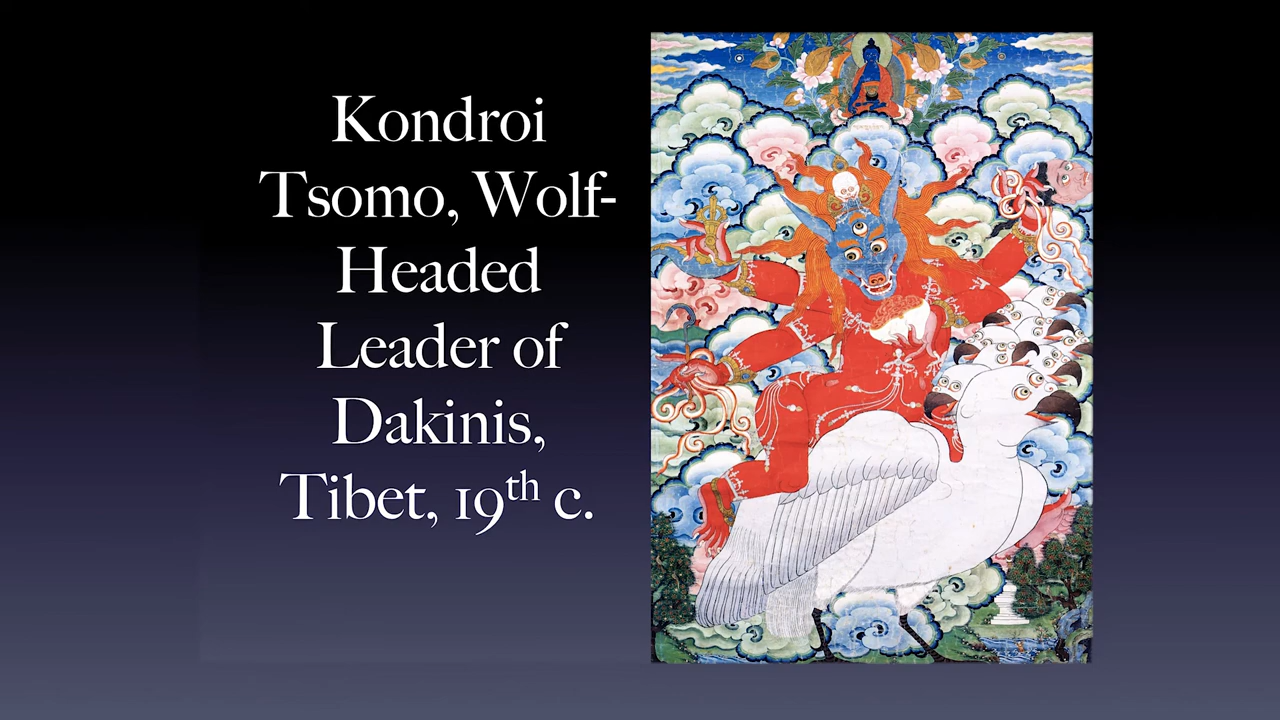 Kondroi
Tsomo, Wolf-
Headed
Leader of
Dakinis,
Tibet, 19th c.